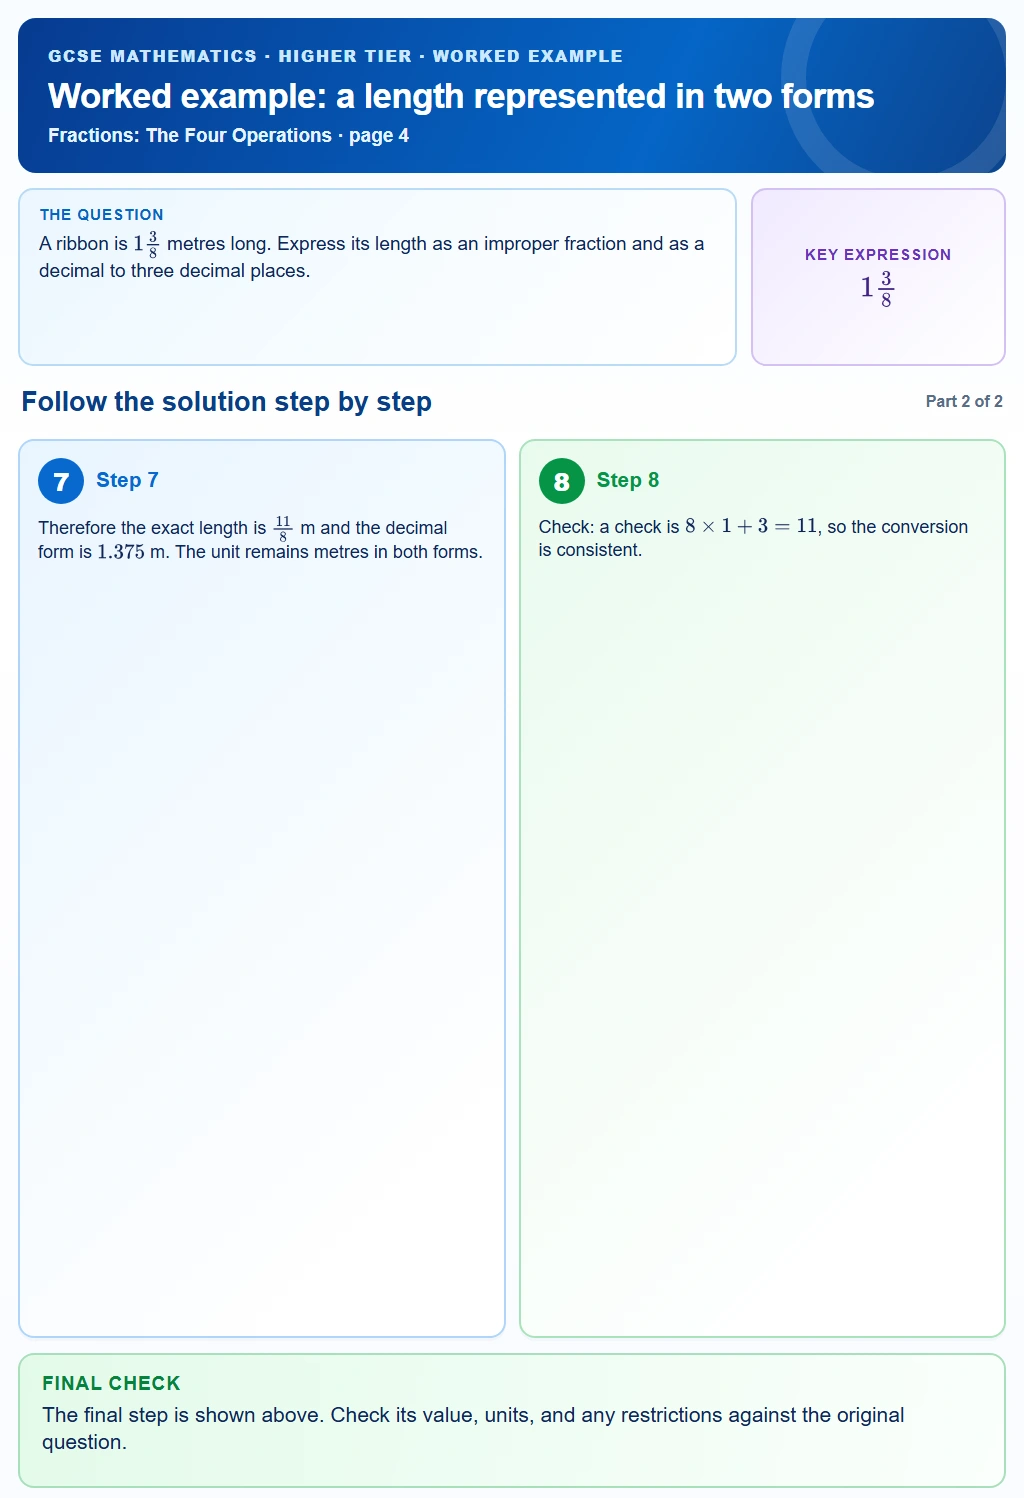 GCSE MATHEMATICS · HIGHER TIER · WORKED EXAMPLE
Worked example: a length represented in two forms
Fractions: The Four Operations · page 4
THE QUESTION
A ribbon is 1 3/8 metres long. Express its length as an improper fraction and as a
decimal to three decimal places.
KEY EXPRESSION
1 3/8
Follow the solution step by step
Part 2 of 2
7 Step 7
Therefore the exact length is 11/8 m and the decimal
form is 1.375 m. The unit remains metres in both forms.
8 Step 8
Check: a check is 8 × 1 + 3 = 11, so the conversion
is consistent.
FINAL CHECK
The final step is shown above. Check its value, units, and any restrictions against the original
question.